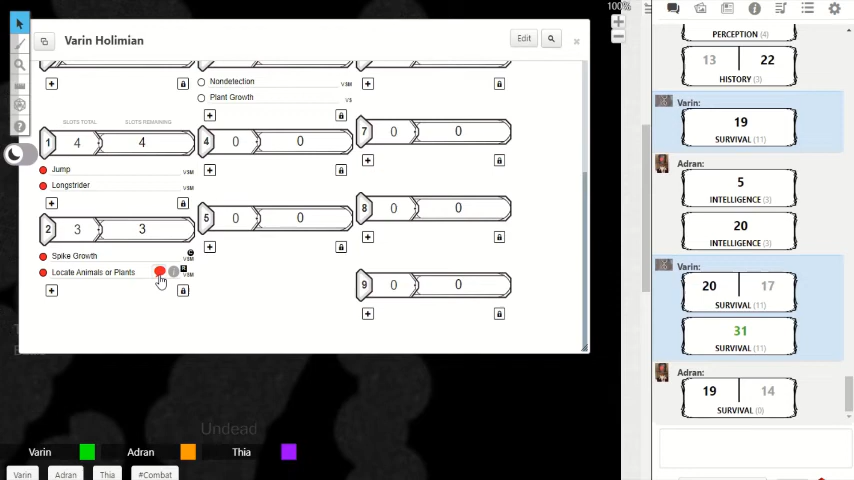 100%
Varin Holimian
Edit
PERCEPTION (4)
13 22
HISTORY (3)
Nondetection V$M
Plant Growth V$
SLOTS TOTAL SLOTS REMAINING
1 4 4
4 0 0
7 0 0
Varin:
19
SURVIVAL (11)
Jump V$M
Longstrider V$M
Adran:
5
INTELLIGENCE (3)
20
INTELLIGENCE (3)
2 3 3
5 0 0
8 0 0
Spike Growth C V$M
Locate Animals or Plants R V$M
Varin:
20 17
SURVIVAL (11)
31
SURVIVAL (11)
9 0 0
Adran:
19 14
SURVIVAL (0)
Undead
Varin Adran Thia
Varin Adran Thia #Combat